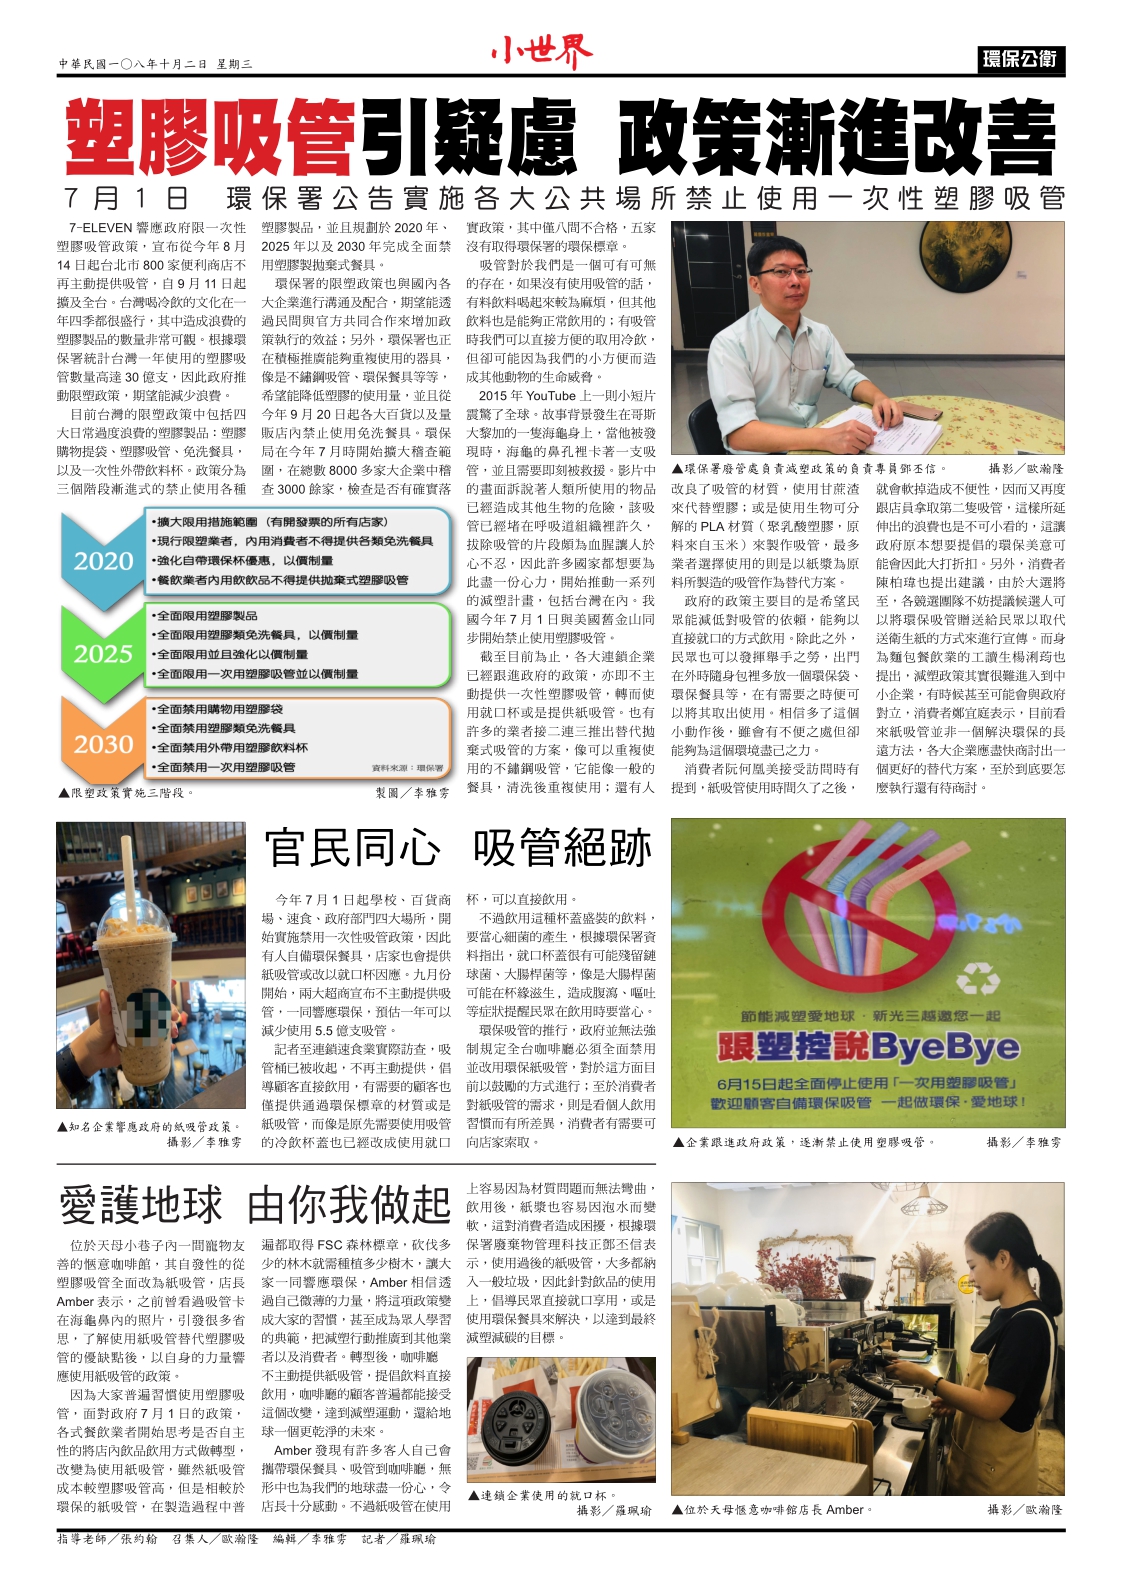 中華民國一〇八年十月二日 星期三
小世界
環保公衛
塑膠吸管引疑慮 政策漸進改善
7月1日 環保署公告實施各大公共場所禁止使用一次性塑膠吸管
7-ELEVEN 響應政府限一次性
塑膠吸管政策，宣布從今年 8 月
14 日起台北市 800 家便利商店不
再主動提供吸管，自 9 月 11 日起
擴及全台。台灣喝冷飲的文化在一
年四季都很盛行，其中造成浪費的
塑膠製品的數量非常可觀。根據環
保署統計台灣一年使用的塑膠吸
管數量高達 30 億支，因此政府推
動限塑政策，期望能減少浪費。
目前台灣的限塑政策中包括四
大日常過度浪費的塑膠製品：塑膠
購物提袋、塑膠吸管、免洗餐具，
以及一次性外帶飲料杯。政策分為
三個階段漸進式的禁止使用各種
塑膠製品，並且規劃於 2020 年、
2025 年以及 2030 年完成全面禁
用塑膠製拋棄式餐具。
環保署的限塑政策也與國內各
大企業進行溝通及配合，期望能透
過民間與官方共同合作來增加政
策執行的效益；另外，環保署也正
在積極推廣能夠重複使用的器具，
像是不鏽鋼吸管、環保餐具等等，
希望能降低塑膠的使用量，並且從
今年 9 月 20 日起各大百貨以及量
販店內禁止使用免洗餐具。環保
局在今年 7 月時開始擴大稽查範
圍，在總數 8000 多家大企業中稽
查 3000 餘家，檢查是否有確實落
實政策，其中僅八間不合格，五家
沒有取得環保署的環保標章。
吸管對於我們是一個可有可無
的存在，如果沒有使用吸管的話，
有料飲料喝起來較為麻煩，但其他
飲料也是能夠正常飲用的；有吸管
時我們可以直接方便的取用冷飲，
但卻可能因為我們的小方便而造
成其他動物的生命威脅。
2015 年 YouTube 上一則小短片
震驚了全球。故事背景發生在哥斯
大黎加的一隻海龜身上，當他被發
現時，海龜的鼻孔裡卡著一支吸
管，並且需要即刻被救援。影片中
的畫面訴說著人類所使用的物品
已經造成其他生物的危險，該吸
管已經堵在呼吸道組織裡許久，
拔除吸管的片段頗為血腥讓人於
心不忍，因此許多國家都想要為
此盡一份心力，開始推動一系列
的減塑計畫，包括台灣在內。我
國今年 7 月 1 日與美國舊金山同
步開始禁止使用塑膠吸管。
截至目前為止，各大連鎖企業
已經跟進政府的政策，亦即不主
動提供一次性塑膠吸管，轉而使
用就口杯或是提供紙吸管。也有
許多的業者接二連三推出替代拋
棄式吸管的方案，像可以重複使
用的不鏽鋼吸管，它能像一般的
餐具，清洗後重複使用；還有人
▲環保署廢管處負責減塑政策的負責專員鄧丕信。 攝影／歐瀚隆
改良了吸管的材質，使用甘蔗渣
來代替塑膠；或是使用生物可分
解的 PLA 材質（聚乳酸塑膠，原
料來自玉米）來製作吸管，最多
業者選擇使用的則是以紙漿為原
料所製造的吸管作為替代方案。
政府的政策主要目的是希望民
眾能減低對吸管的依賴，能夠以
直接就口的方式飲用。除此之外，
民眾也可以發揮舉手之勞，出門
在外時隨身包裡多放一個環保袋、
環保餐具等，在有需要之時便可
以將其取出使用。相信多了這個
小動作後，雖會有不便之處但卻
能夠為這個環境盡己之力。
消費者阮何凰美接受訪問時有
提到，紙吸管使用時間久了之後，
就會軟掉造成不便性，因而又再度
跟店員拿取第二隻吸管，這樣所延
伸出的浪費也是不可小看的，這讓
政府原本想要提倡的環保美意可
能會因此大打折扣。另外，消費者
陳柏瑋也提出建議，由於大選將
至，各競選團隊不妨提議候選人可
以將環保吸管贈送給民眾以取代
送衛生紙的方式來進行宣傳。而身
為麵包餐飲業的工讀生楊渊筠也
提出，減塑政策其實很難進入到中
小企業，有時候甚至可能會與政府
對立，消費者鄭宜庭表示，目前看
來紙吸管並非一個解決環保的長
遠方法，各大企業應盡快商討出一
個更好的替代方案，至於到底要怎
麼執行還有待商討。
2020
•擴大限用措施範圍（有開發票的所有店家）
•現行限塑業者，內用消費者不得提供各類免洗餐具
•強化自帶環保杯優惠，以價制量
•餐飲業者內用飲飲品不得提供拋棄式塑膠吸管
2025
•全面限用塑膠製品
•全面限用塑膠類免洗餐具，以價制量
•全面限用並且強化以價制量
•全面限用一次用塑膠吸管並以價制量
2030
•全面禁用購物用塑膠袋
•全面禁用塑膠類免洗餐具
•全面禁用外帶用塑膠飲料杯
•全面禁用一次用塑膠吸管
資料來源：環保署
▲限塑政策實施三階段。 製圖／李雅雰
▲知名企業響應政府的紙吸管政策。
攝影／李雅雰
官民同心 吸管絕跡
今年 7 月 1 日起學校、百貨商
場、速食、政府部門四大場所，開
始實施禁用一次性吸管政策，因此
有人自備環保餐具，店家也會提供
紙吸管或改以就口杯因應。九月份
開始，兩大超商宣布不主動提供吸
管，一同響應環保，預估一年可以
減少使用 5.5 億支吸管。
記者至連鎖速食業實際訪查，吸
管桶已被收起，不再主動提供，倡
導顧客直接飲用，有需要的顧客也
僅提供通過環保標章的材質或是
紙吸管，而像是原先需要使用吸管
的冷飲杯蓋也已經改成使用就口
杯，可以直接飲用。
不過飲用這種杯蓋盛裝的飲料，
要當心細菌的產生，根據環保署資
料指出，就口杯蓋很有可能殘留鏈
球菌、大腸桿菌等，像是大腸桿菌
可能在杯緣滋生，造成腹瀉、嘔吐
等症狀提醒民眾在飲用時要當心。
環保吸管的推行，政府並無法強
制規定全台咖啡廳必須全面禁用
並改用環保紙吸管，對於這方面目
前以鼓勵的方式進行；至於消費者
對紙吸管的需求，則是看個人飲用
習慣而有所差異，消費者有需要可
向店家索取。
節能減塑愛地球・新光三越邀您一起
跟塑控說ByeBye
6月15日起全面停止使用「一次用塑膠吸管」
歡迎顧客自備環保吸管 一起做環保・愛地球！
▲企業跟進政府政策，逐漸禁止使用塑膠吸管。 攝影／李雅雰
愛護地球 由你我做起
位於天母小巷子內一間寵物友
善的愜意咖啡館，其自發性的從
塑膠吸管全面改為紙吸管，店長
Amber 表示，之前曾看過吸管卡
在海龜鼻內的照片，引發很多省
思，了解使用紙吸管替代塑膠吸
管的優缺點後，以自身的力量響
應使用紙吸管的政策。
因為大家普遍習慣使用塑膠吸
管，面對政府 7 月 1 日的政策，
各式餐飲業者開始思考是否自主
性的將店內飲品飲用方式做轉型，
改變為使用紙吸管，雖然紙吸管
成本較塑膠吸管高，但是相較於
環保的紙吸管，在製造過程中普
遍都取得 FSC 森林標章，砍伐多
少的林木就需種植多少樹木，讓大
家一同響應環保，Amber 相信透
過自己微薄的力量，將這項政策變
成大家的習慣，甚至成為眾人學習
的典範，把減塑行動推廣到其他業
者以及消費者。轉型後，咖啡廳
不主動提供紙吸管，提倡飲料直接
飲用，咖啡廳的顧客普遍都能接受
這個改變，達到減塑運動，還給地
球一個更乾淨的未來。
Amber 發現有許多客人自己會
攜帶環保餐具、吸管到咖啡廳，無
形中也為我們的地球盡一份心，令
店長十分感動。不過紙吸管在使用
上容易因為材質問題而無法彎曲，
飲用後，紙漿也容易因泡水而變
軟，這對消費者造成困擾，根據環
保署廢棄物管理科技正鄧丕信表
示，使用過後的紙吸管，大多都納
入一般垃圾，因此針對飲品的使用
上，倡導民眾直接就口享用，或是
使用環保餐具來解決，以達到最終
減塑減碳的目標。
▲連鎖企業使用的就口杯。
攝影／羅珮瑜
▲位於天母愜意咖啡館店長 Amber。 攝影／歐瀚隆
指導老師／張約翰 召集人／歐瀚隆 編輯／李雅雰 記者／羅珮瑜